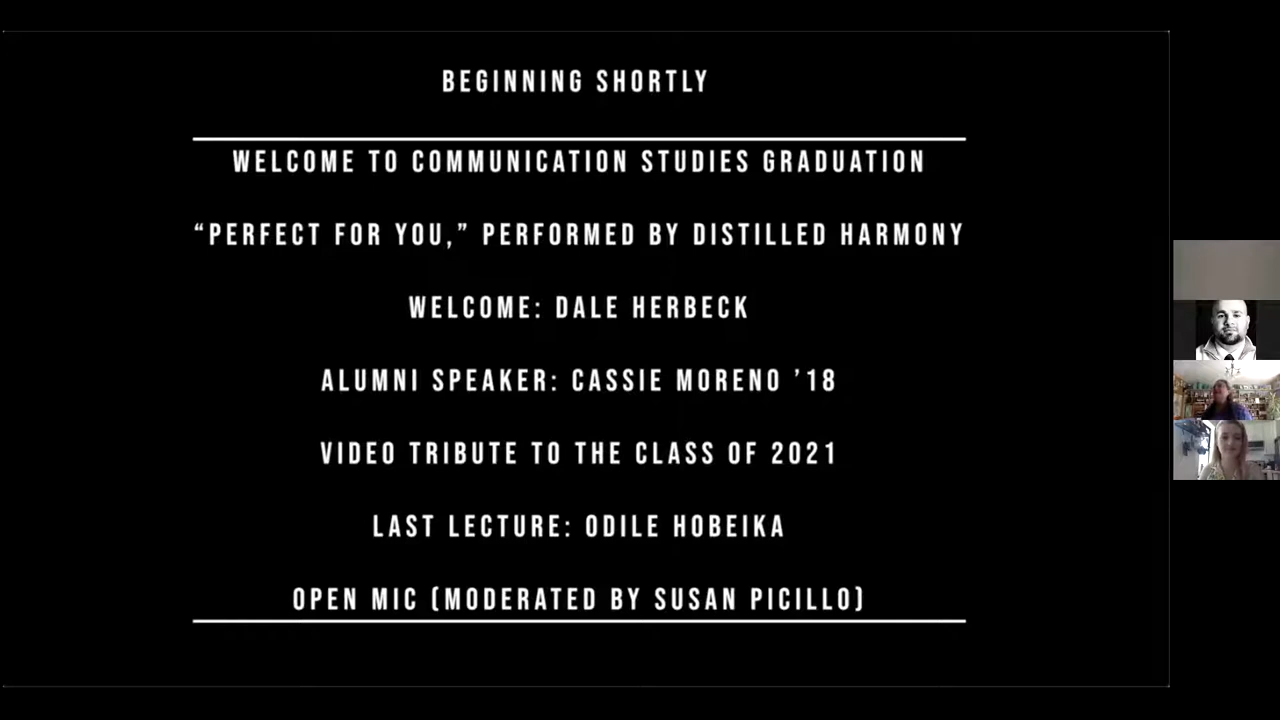 BEGINNING SHORTLY
WELCOME TO COMMUNICATION STUDIES GRADUATION
“PERFECT FOR YOU,” PERFORMED BY DISTILLED HARMONY
WELCOME: DALE HERBECK
ALUMNI SPEAKER: CASSIE MORENO ’18
VIDEO TRIBUTE TO THE CLASS OF 2021
LAST LECTURE: ODILE HOBEIKA
OPEN MIC (MODERATED BY SUSAN PICILLO)